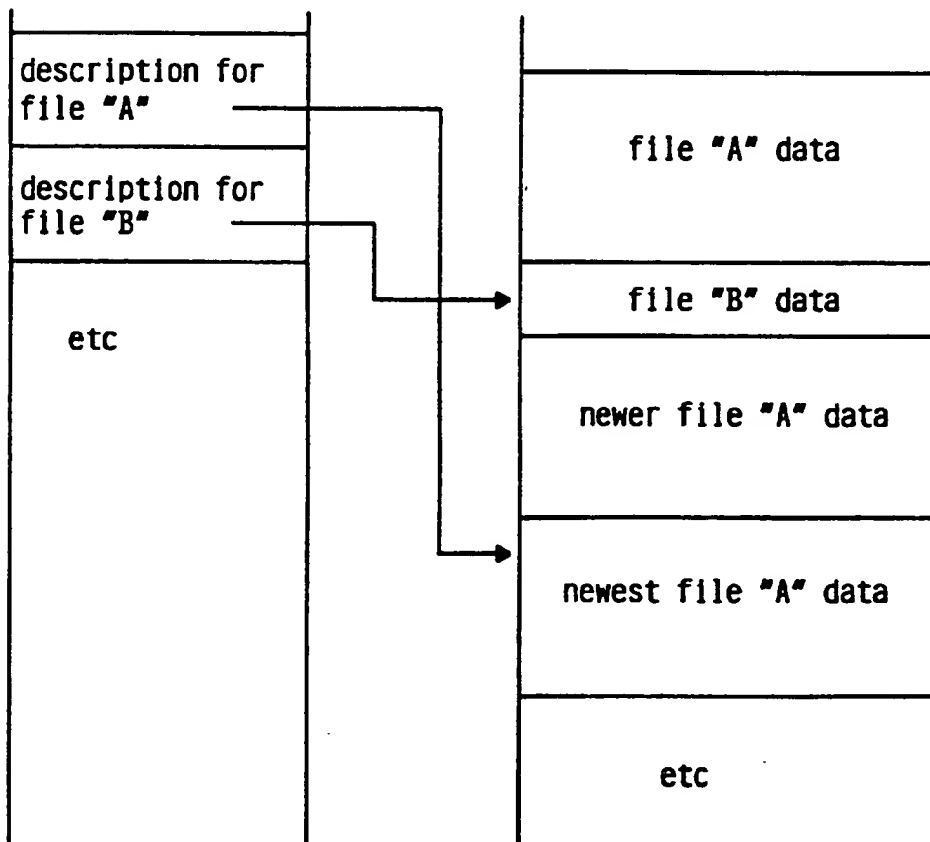 description for
file "A"
description for
file "B"
etc
file "A" data
file "B" data
newer file "A" data
newest file "A" data
etc